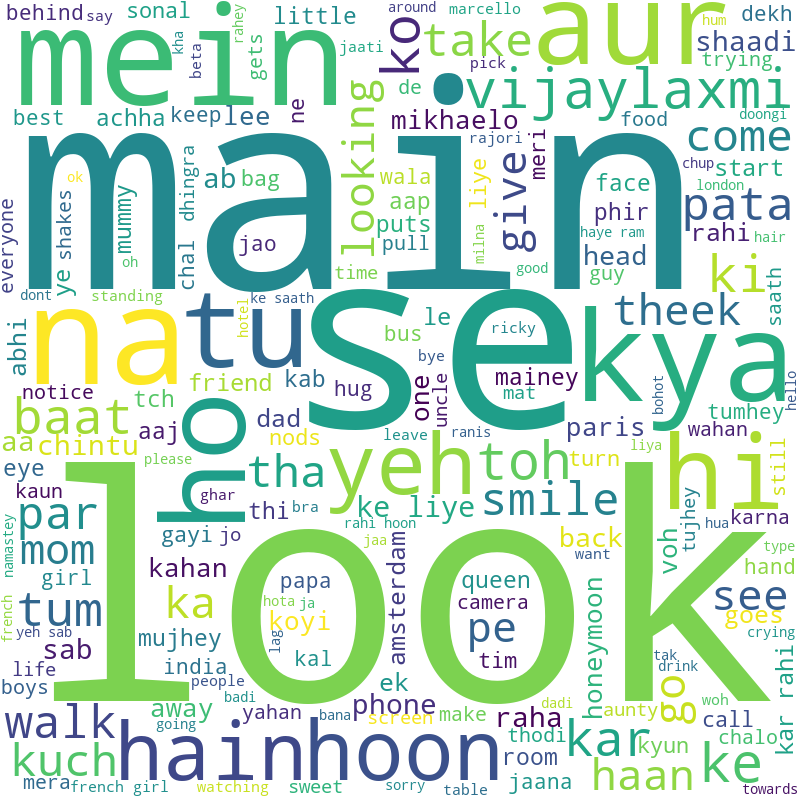 behind
say
sonal
little
around
marcello
hum
dekh
mein
kha
beta
rahey
gets
jaati
ko
take
aur
pick
shaadi
trying
vijaylaxmi
best
achha
keep
lee
ne
looking
de
mikhaelo
rajori
meri
food
doongi
come
main
ok
dhingra
ab
bag
wala
aap
liye
give
face
chup
start
london
pata
everyone
ye
shakes
mummy
oh
chal
jao
puts
pull
milna
phir
haye ram
rahi
hair
dont
standing
time
good
head
guy
ki
saath
abhi
na
tu
hotel
ke saath
se
le
bus
ricky
theek
kya
notice
tch
friend
kab
hug
bye
one
uncle
mainey
mat
bohot
hello
tumhey
baat
aa
chintu
aaj
ho
dad
nods
leave
ranis
paris
wahan
hi
still
eye
please
tha
yeh
toh
turn
liya
kaun
ghar
thi
bra
ke liye
smile
hua
karna
par
gayi
jo
rahi hoon
back
voh
tujhey
namastey
mom
girl
kahan
look
jaa
want
type
hand
tum
ka
papa
amsterdam
queen
camera
see
french
yeh sab
sab
mujhey
hota
ja
koyi
pe
honeymoon
goes
crying
life
india
lag
kal
tim
tak
drink
kar rahi
boys
people
badi
ek
go
woh
away
yahan
bana
phone
dadi
aunty
call
walk
going
screen
make
raha
thodi
kyun
chalo
kuch
hain
hoon
room
kar
haan
ke
mera
french girl
watching
sweet
sorry
table
jaana
towards